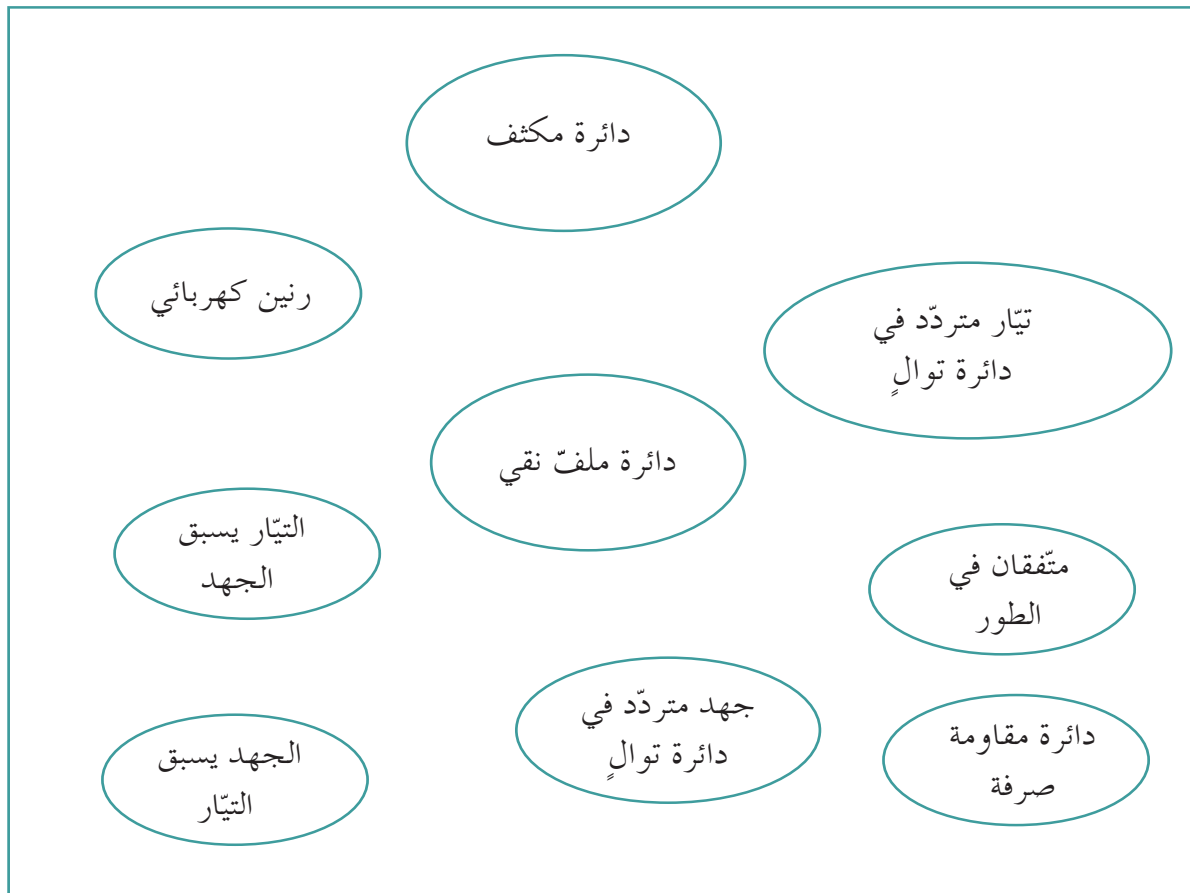 دائرة مكثف
رنين كهربائي
تيّار متردّد في
دائرة توالٍ
دائرة ملفّ نقي
التيّار يسبق
الجهد
متّفقان في
الطور
جهد متردّد في
دائرة توالٍ
دائرة مقاومة
صرفة
الجهد يسبق
التيّار